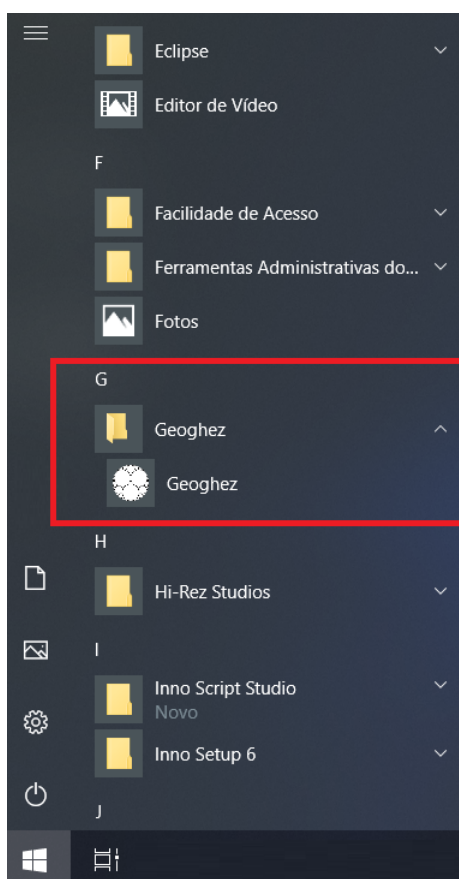 Eclipse
Editor de Vídeo
F
Facilidade de Acesso
Ferramentas Administrativas do...
Fotos
G
Geoghez
Geoghez
H
Hi-Rez Studios
I
Inno Script Studio
Novo
Inno Setup 6
J